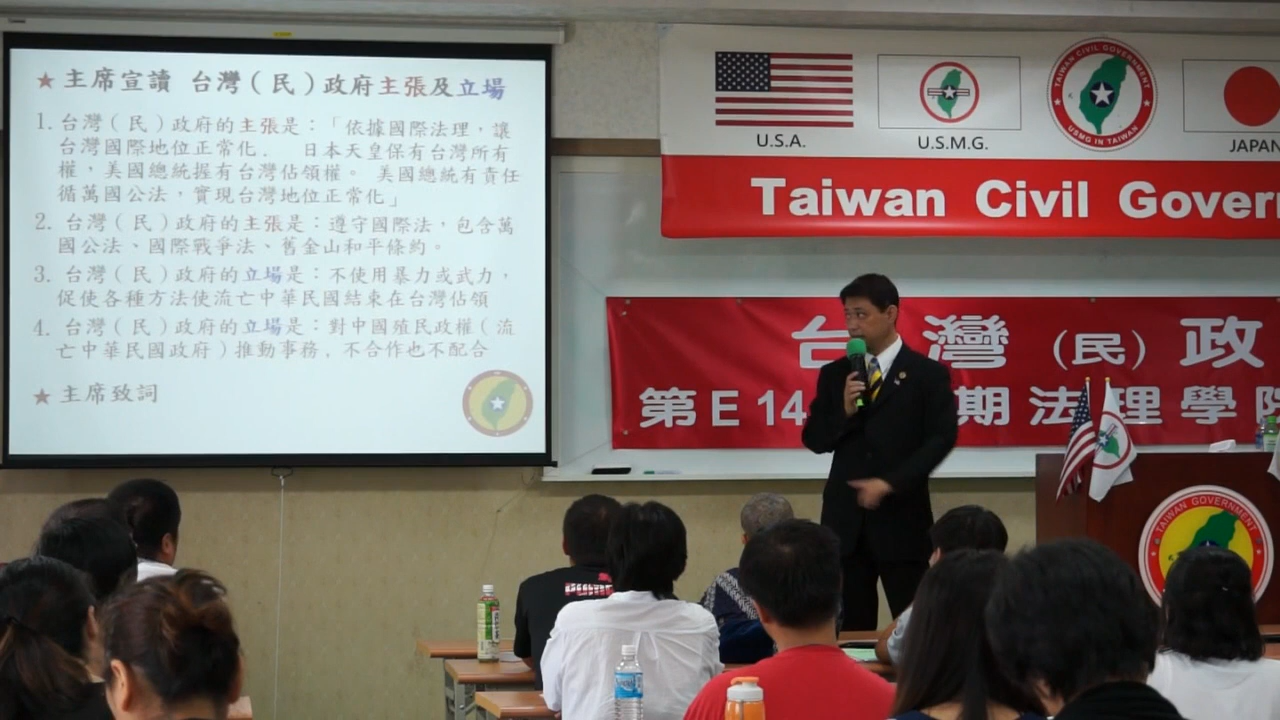 ★ 主席宣讀 台灣(民)政府主張及立場
1. 台灣(民)政府的主張是:「依據國際法理,讓
台灣國際地位正常化. 日本天皇保有台灣所有
權,美國總統握有台灣佔領權。 美國總統有責任
循萬國公法,實現台灣地位正常化」
2. 台灣(民)政府的主張是:遵守國際法,包含萬
國公法、國際戰爭法、舊金山和平條約。
3. 台灣(民)政府的立場是:不使用暴力或武力,
促使各種方法使流亡中華民國結束在台灣佔領
4. 台灣(民)政府的立場是:對中國殖民政權(流
亡中華民國政府)推動事務, 不合作也不配合
★ 主席致詞
U.S.A.
U.S.M.G.
TAIWAN CIVIL GOVERNMENT
USMG IN TAIWAN
JAPAN
Taiwan Civil Govern
台灣(民)政
第E14 期法理學院
TAIWAN GOVERNMENT
PUMA